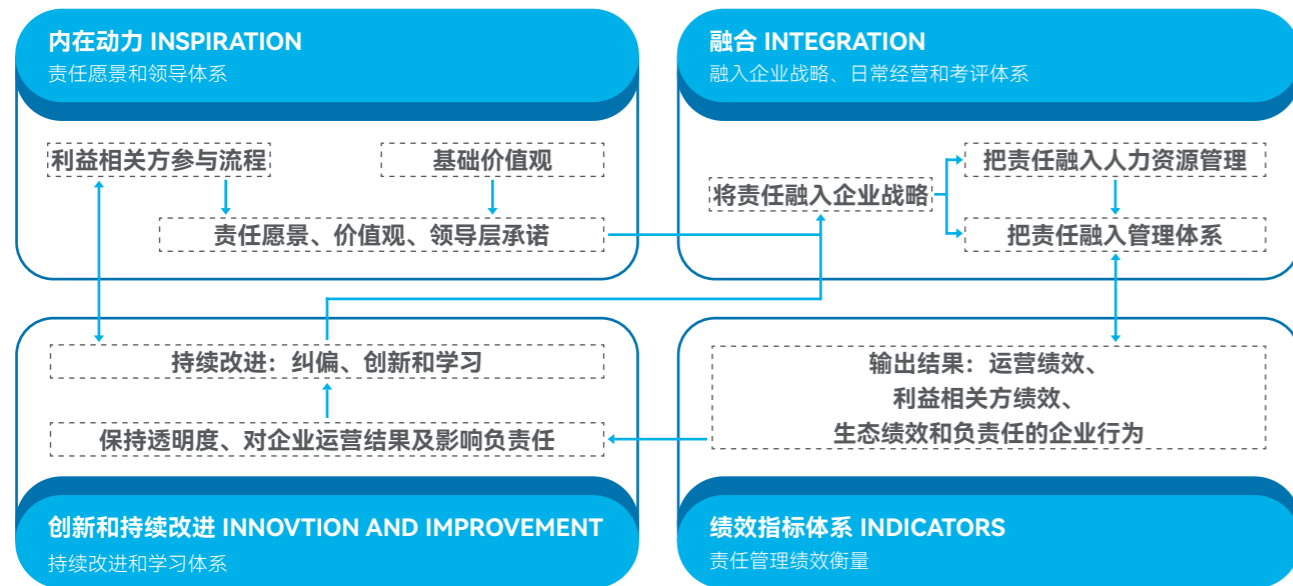 内在动力 INSPIRATION
责任愿景和领导体系
利益相关方参与流程
基础价值观
责任愿景、价值观、领导层承诺
融合 INTEGRATION
融入企业战略、日常经营和考评体系
将责任融入企业战略
把责任融入人力资源管理
把责任融入管理体系
持续改进：纠偏、创新和学习
保持透明度、对企业运营结果及影响负责任
创新和持续改进 INNOVTION AND IMPROVEMENT
持续改进和学习体系
输出结果：运营绩效、
利益相关方绩效、
生态绩效和负责任的企业行为
绩效指标体系 INDICATORS
责任管理绩效衡量